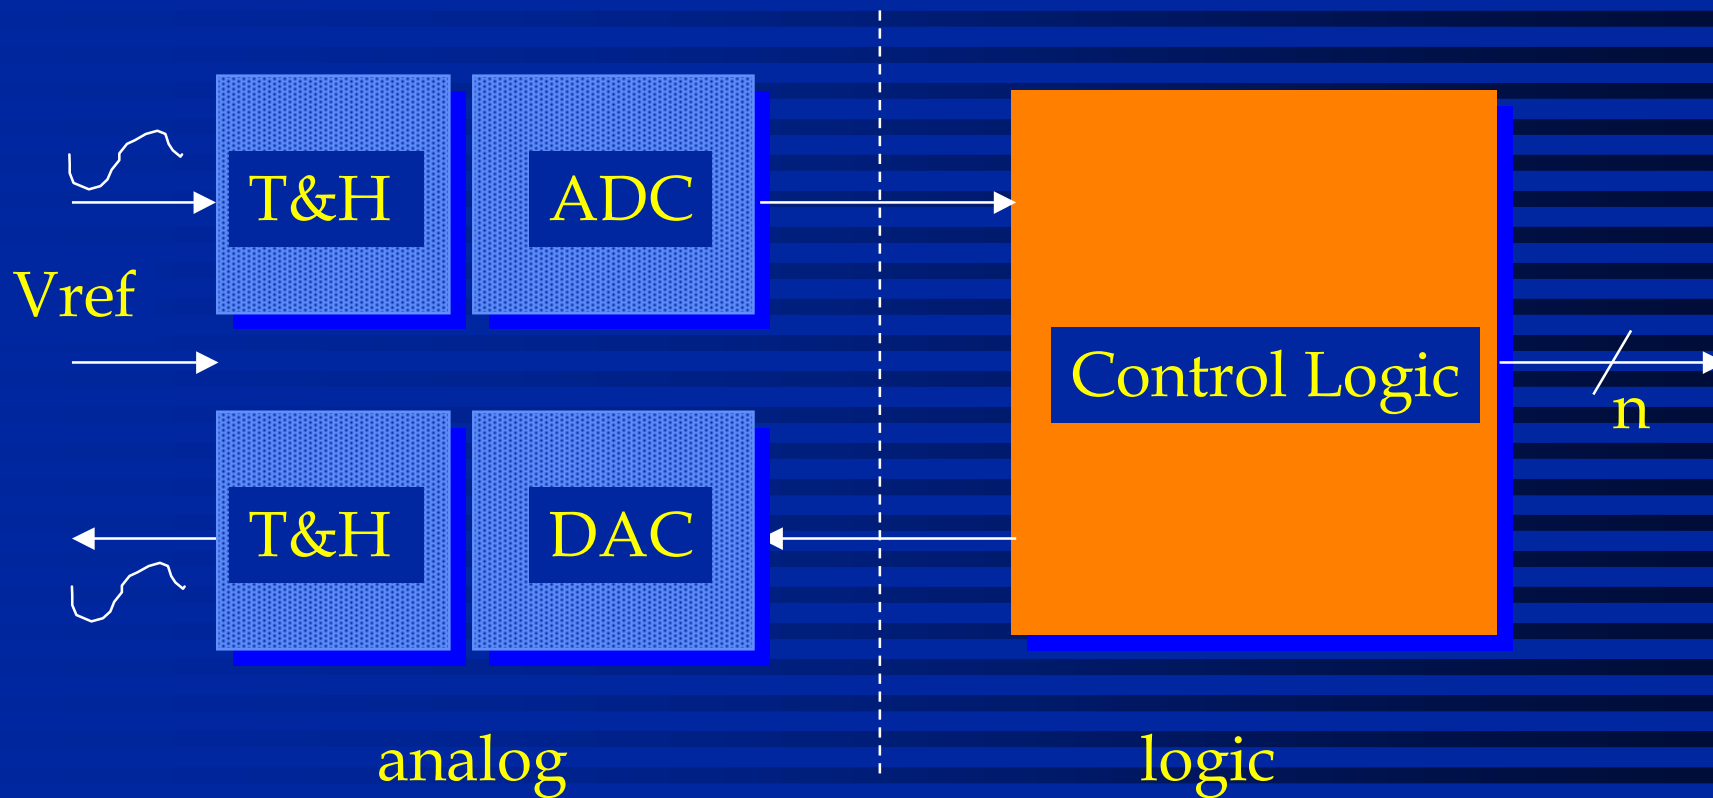 T&H
ADC
Vref
Control Logic
n
T&H
DAC
analog
logic